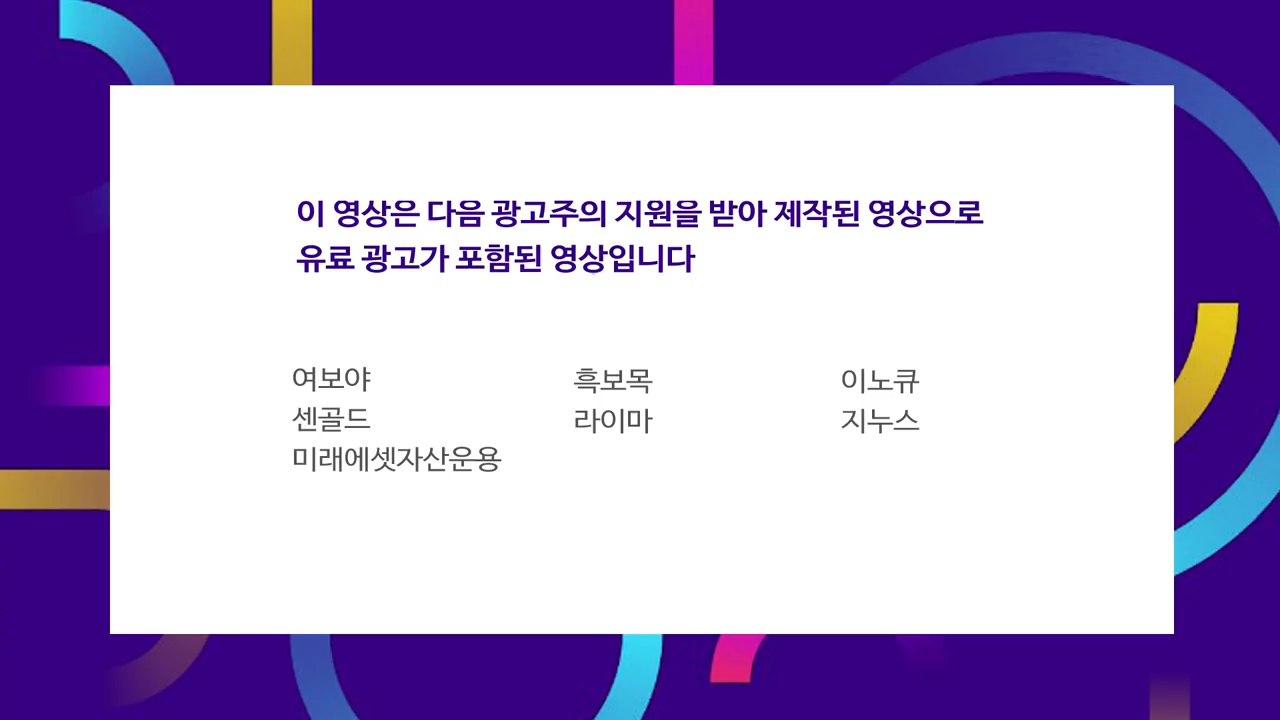 이 영상은 다음 광고주의 지원을 받아 제작된 영상으로
유료 광고가 포함된 영상입니다
여보야 흑보목 이노큐
센골드 라이마 지누스
미래에셋자산운용